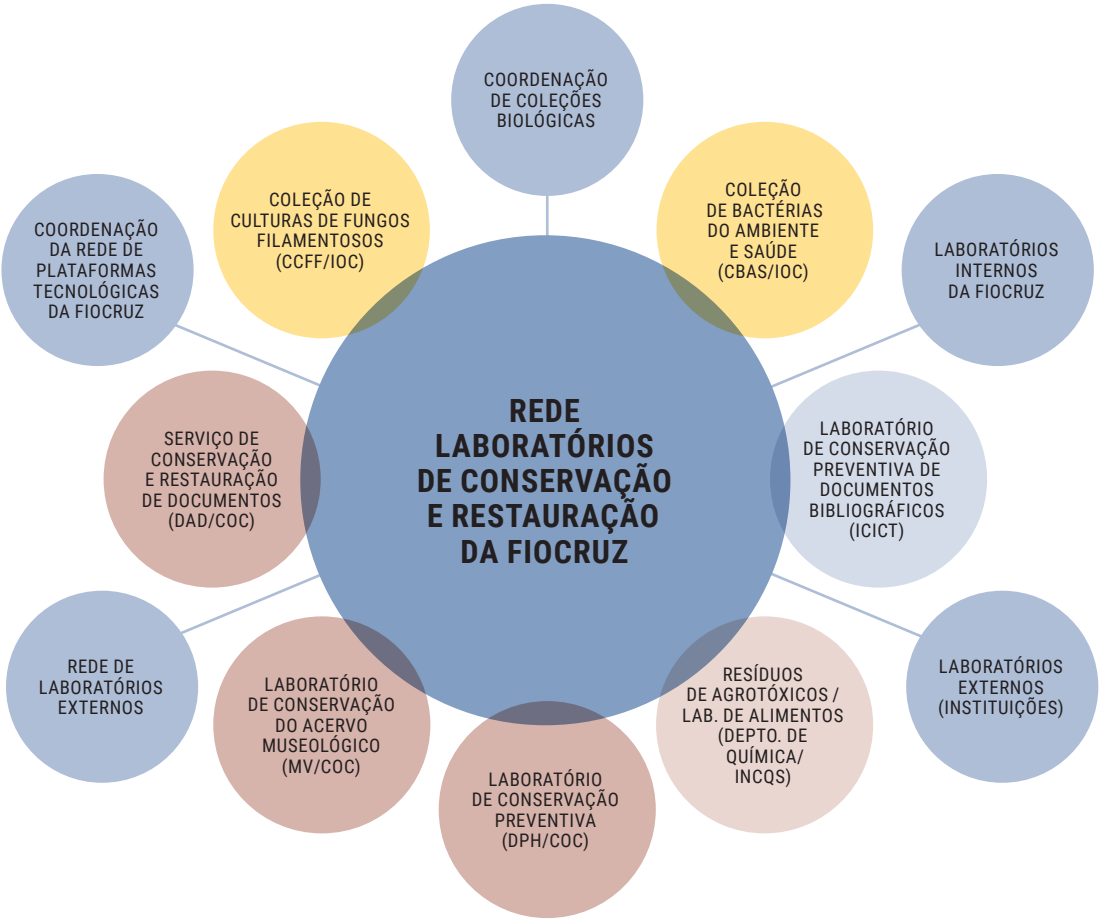 COORDENAÇÃO
DE COLEÇÕES
BIOLÓGICAS
COLEÇÃO DE
CULTURAS DE FUNGOS
FILAMENTOSOS
(CCFF/IOC)
COLEÇÃO
DE BACTÉRIAS
DO AMBIENTE
E SAÚDE
(CBAS/IOC)
COORDENAÇÃO
DA REDE DE
PLATAFORMAS
TECNOLÓGICAS
DA FIOCRUZ
LABORATÓRIOS
INTERNOS
DA FIOCRUZ
REDE
LABORATÓRIOS
DE CONSERVAÇÃO
E RESTAURAÇÃO
DA FIOCRUZ
SERVIÇO DE
CONSERVAÇÃO
E RESTAURAÇÃO
DE DOCUMENTOS
(DAD/COC)
LABORATÓRIO
DE CONSERVAÇÃO
PREVENTIVA DE
DOCUMENTOS
BIBLIOGRÁFICOS
(ICICT)
REDE DE
LABORATÓRIOS
EXTERNOS
LABORATÓRIO
DE CONSERVAÇÃO
DO ACERVO
MUSEOLÓGICO
(MV/COC)
LABORATÓRIO
DE CONSERVAÇÃO
PREVENTIVA
(DPH/COC)
RESÍDUOS
DE AGROTÓXICOS /
LAB. DE ALIMENTOS
(DEPTO. DE
QUÍMICA/
INCQS)
LABORATÓRIOS
EXTERNOS
(INSTITUIÇÕES)